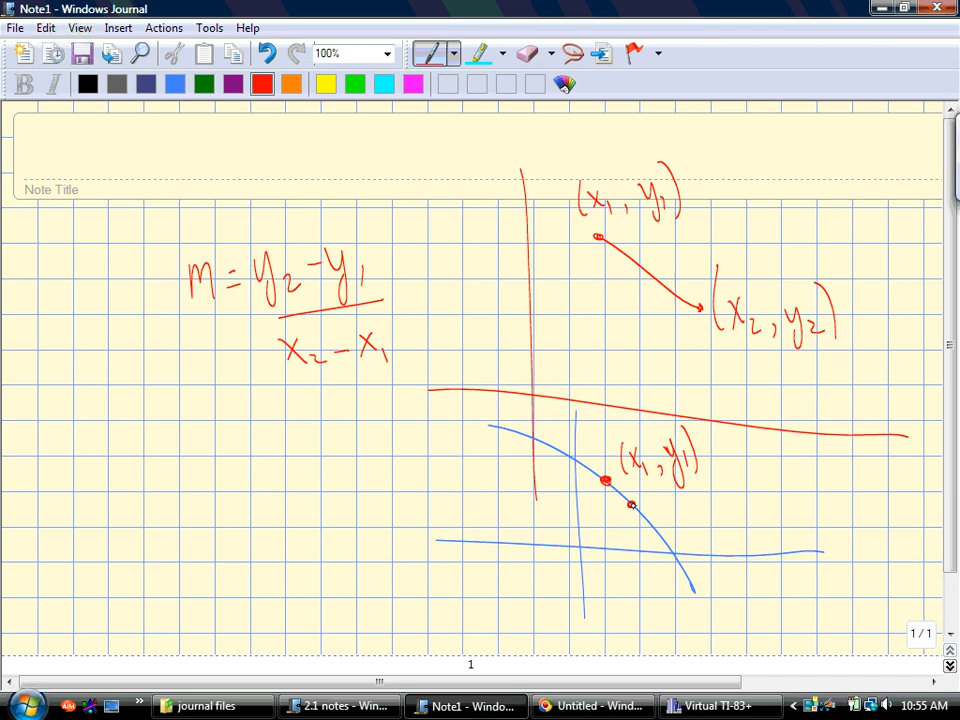 Note1 - Windows Journal
File Edit View Insert Actions Tools Help
100%
B I
Note Title
(x₁, y₁)
m = y₂ - y₁
x₂ - x₁
(x₂, y₂)
(x₁, y₁)
1 / 1
1
journal files
2.1 notes - Win...
Note1 - Windo...
Untitled - Wind...
Virtual TI-83+
10:55 AM